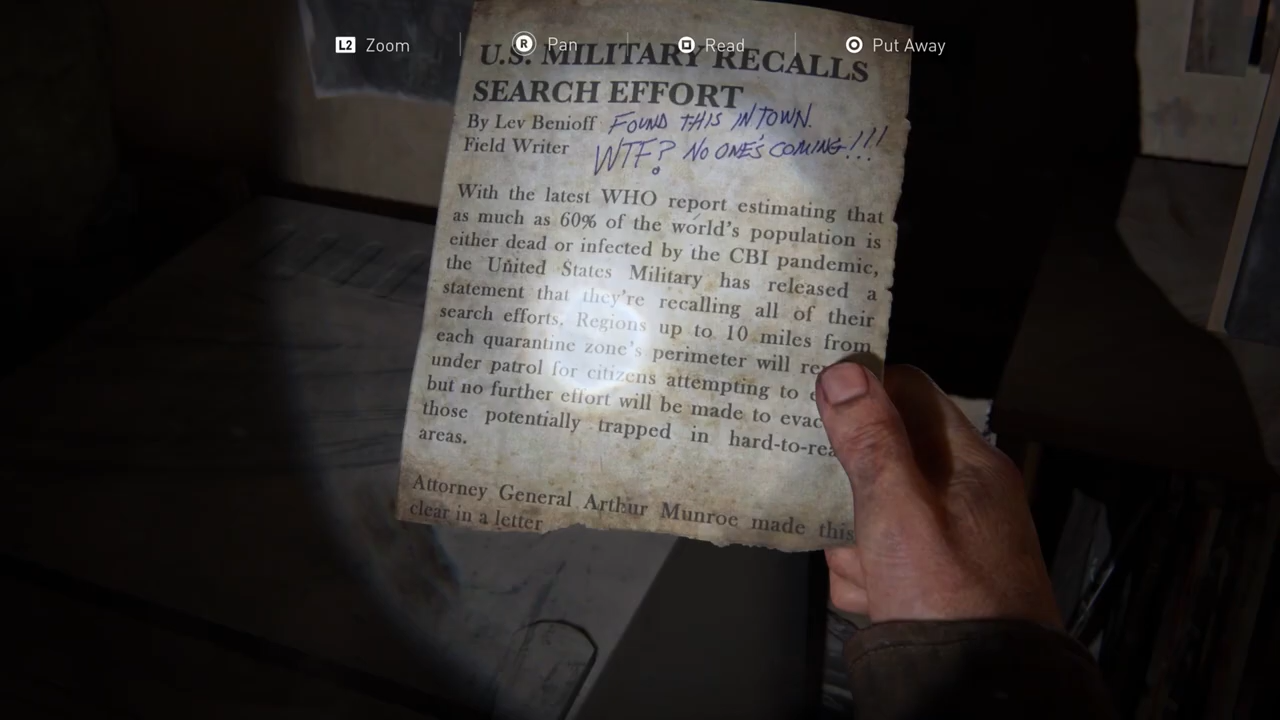 L2 Zoom R Pan Read Put Away
U.S. MILITARY RECALLS
SEARCH EFFORT
By Lev Benioff FOUND THIS IN TOWN.
Field Writer WTF? NO ONE'S COMING!!!
With the latest WHO report estimating that
as much as 60% of the world's population is
either dead or infected by the CBI pandemic,
the United States Military has released a
statement that they're recalling all of their
search efforts. Regions up to 10 miles from
each quarantine zone's perimeter will
under patrol for citizens attempting to
but no further effort will be made to
those potentially trapped in
areas.
Attorney General Arthur Munroe made this
clear in a letter